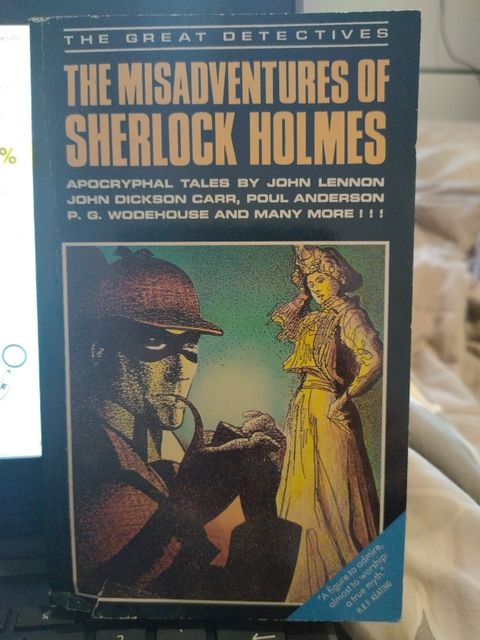 THE GREAT DETECTIVES
THE MISADVENTURES OF
SHERLOCK HOLMES
APOCRYPHAL TALES BY JOHN LENNON
JOHN DICKSON CARR, POUL ANDERSON
P. G. WODEHOUSE AND MANY MORE ! ! !
"A figure to admire,
almost to worship:
a true myth."
H.R.F. KEATING
%